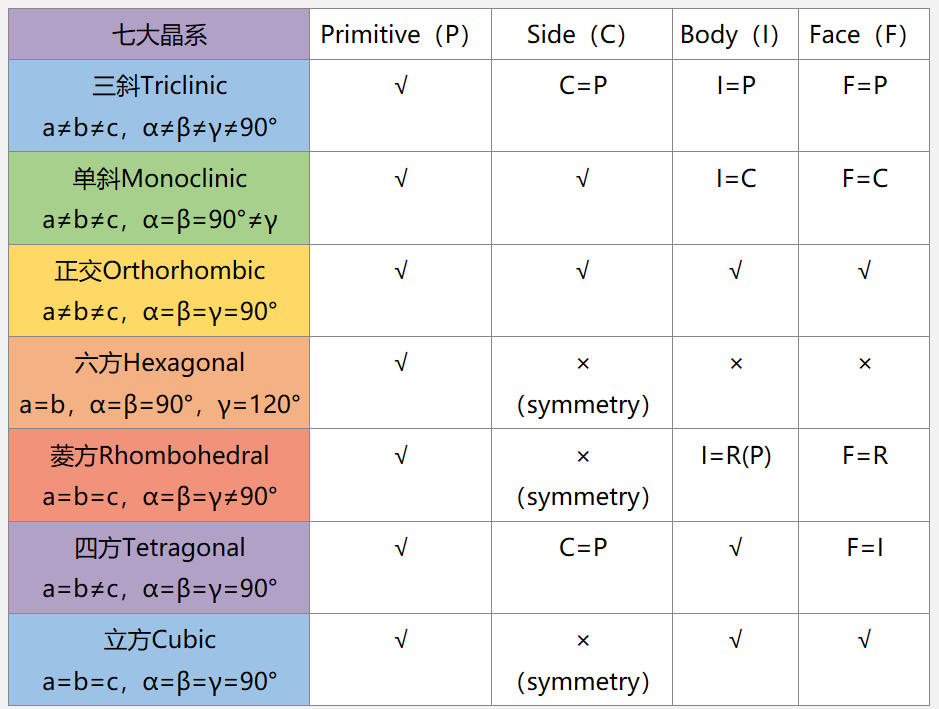 七大晶系 Primitive（P） Side（C） Body（I） Face（F）
三斜Triclinic √ C=P I=P F=P
a≠b≠c，α≠β≠γ≠90°
单斜Monoclinic √ √ I=C F=C
a≠b≠c，α=β=90°≠γ
正交Orthorhombic √ √ √ √
a≠b≠c，α=β=γ=90°
六方Hexagonal √ × × ×
a=b，α=β=90°，γ=120° （symmetry）
菱方Rhombohedral √ × I=R(P) F=R
a=b=c，α=β=γ≠90° （symmetry）
四方Tetragonal √ C=P √ F=I
a=b≠c，α=β=γ=90°
立方Cubic √ × √ √
a=b=c，α=β=γ=90° （symmetry）